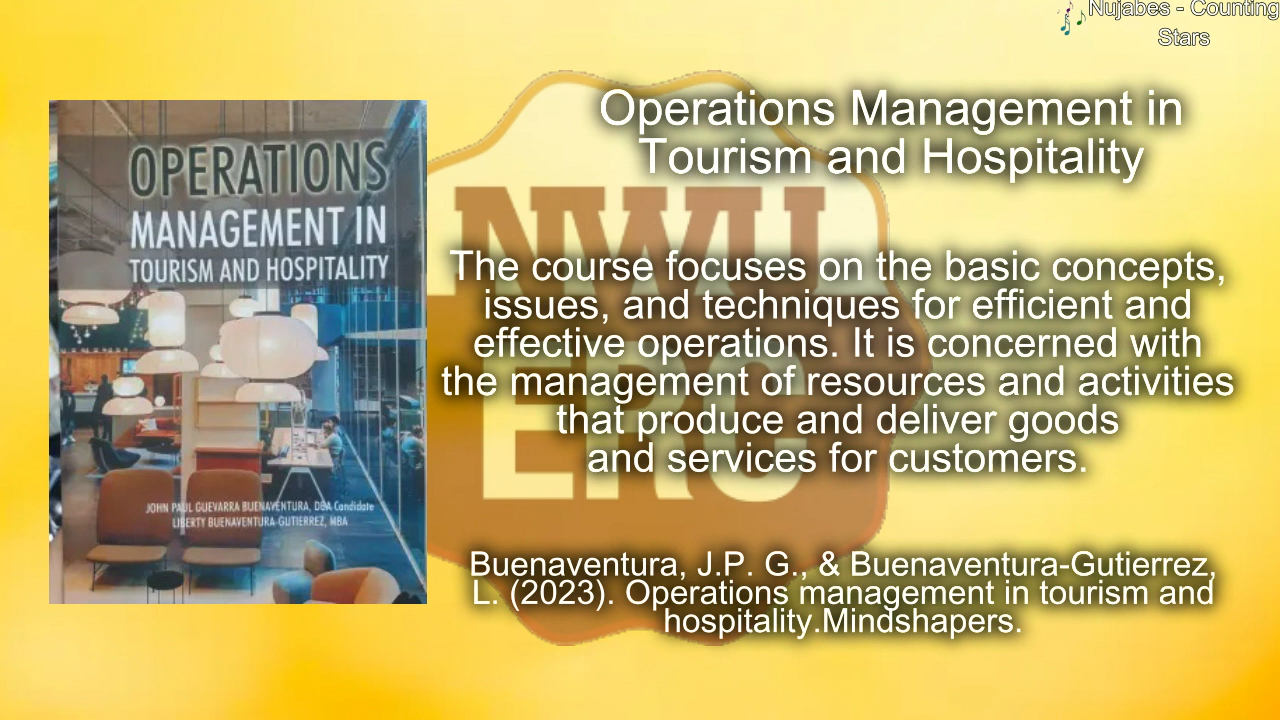 Nujabes - Counting
Stars
OPERATIONS
MANAGEMENT IN
TOURISM AND HOSPITALITY
JOHN PAUL GUEVARRA BUENAVENTURA, DBA Candidate
LIBERTY BUENAVENTURA-GUTIERREZ, MBA
NWU
ERC
Operations Management in
Tourism and Hospitality
The course focuses on the basic concepts,
issues, and techniques for efficient and
effective operations. It is concerned with
the management of resources and activities
that produce and deliver goods
and services for customers.
Buenaventura, J.P. G., & Buenaventura-Gutierrez,
L. (2023). Operations management in tourism and
hospitality.Mindshapers.